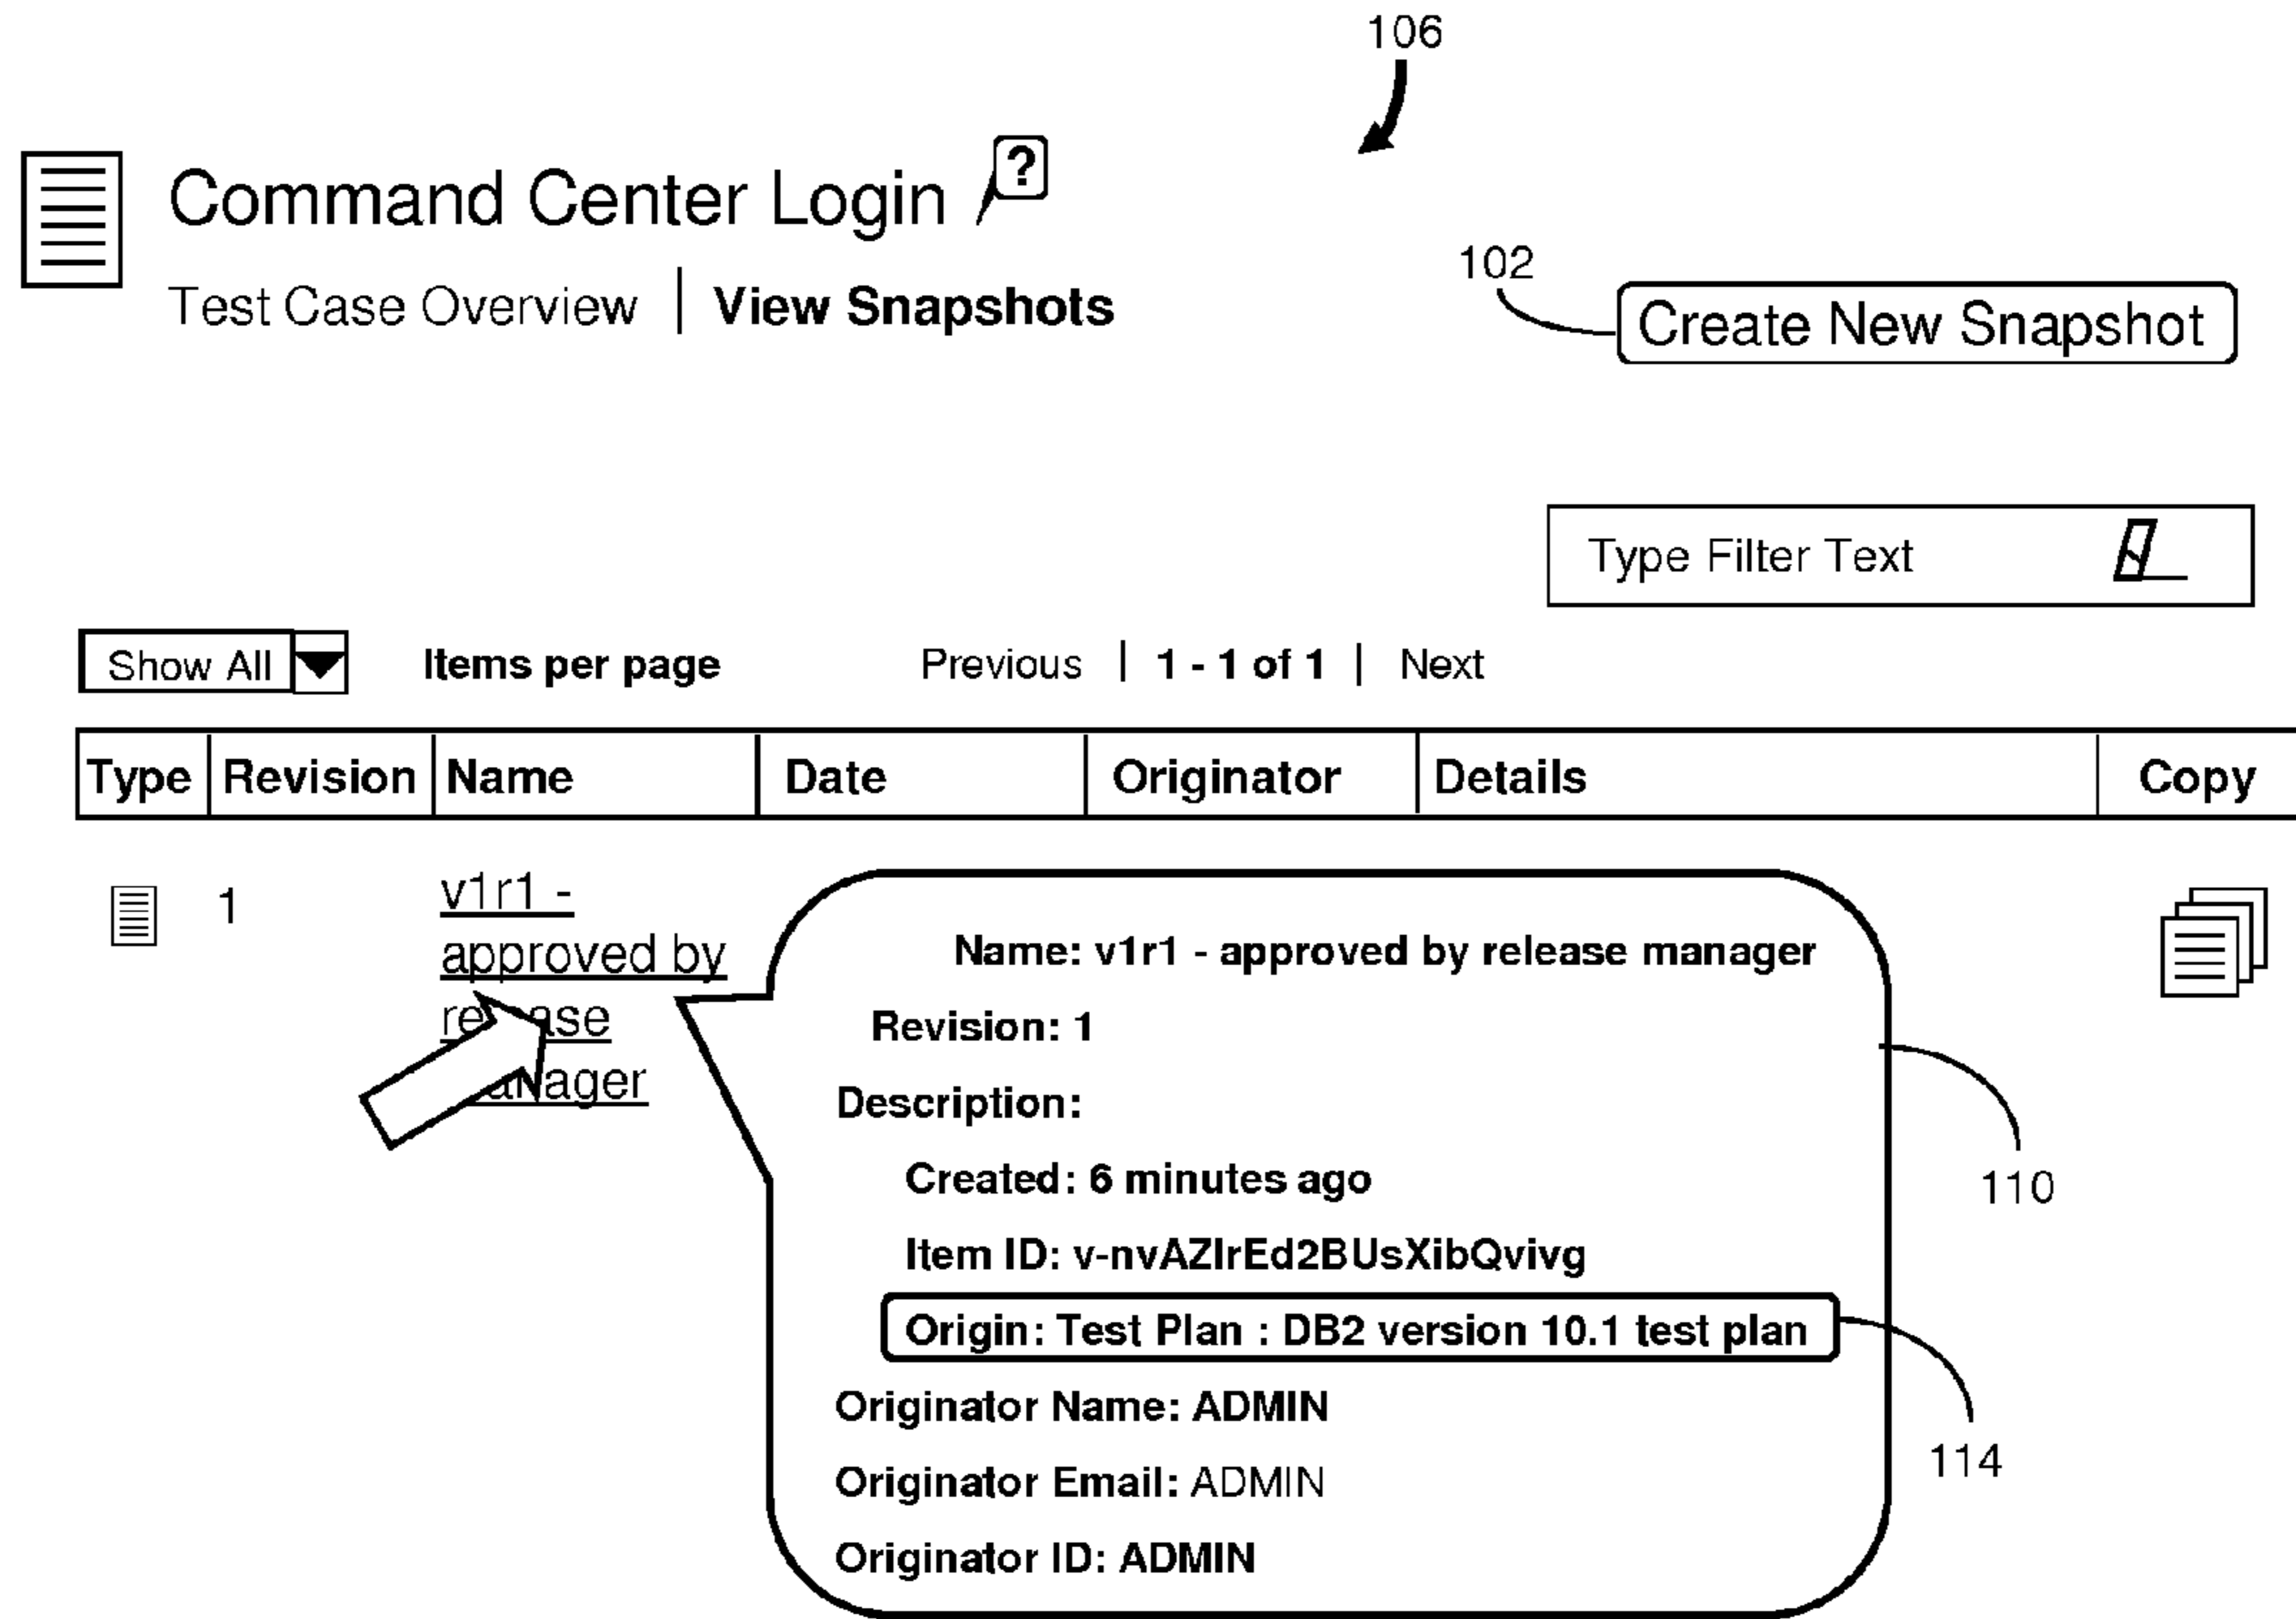 106
Command Center Login ?
102
Test Case Overview | View Snapshots
Create New Snapshot
Type Filter Text
Show All Items per page Previous | 1 - 1 of 1 | Next
Type Revision Name Date Originator Details Copy
1
v1r1 -
approved by
Name: v1r1 - approved by release manager
Revision: 1
Description:
Created: 6 minutes ago
110
Item ID: v-nvAZlrEd2BUsXibQvivg
Origin: Test Plan : DB2 version 10.1 test plan
Originator Name: ADMIN
114
Originator Email: ADMIN
Originator ID: ADMIN